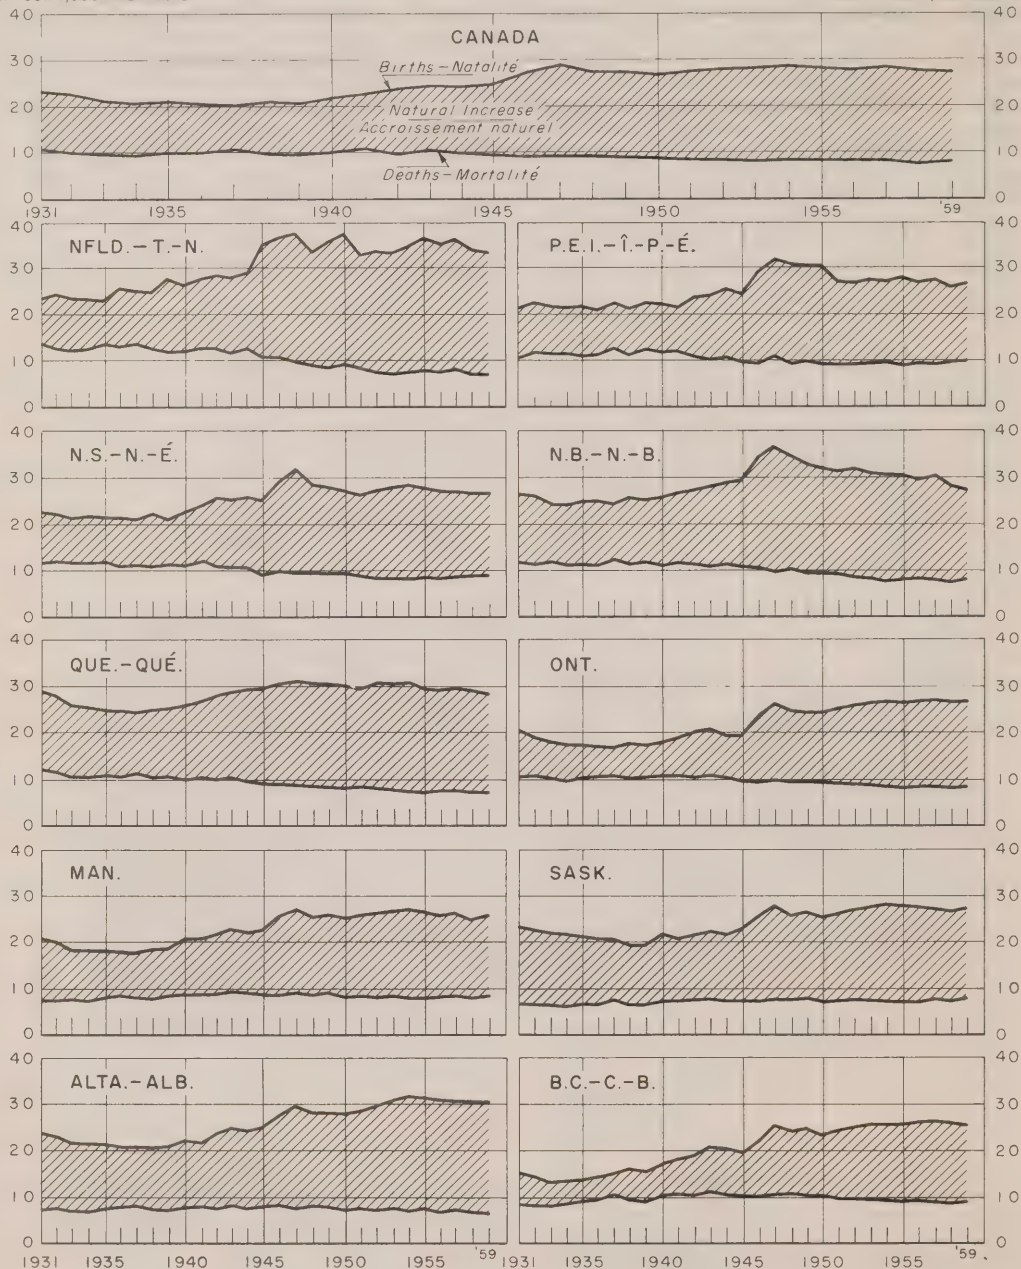 40 40
CANADA
30 Births-Natalité 30
20 Natural Increase 20
Accroissement naturel
10 10
Deaths-Mortalité
0 0
1931 1935 1940 1945 1950 1955 '59
40 NFLD.-T.-N. P.E.I.-Î.-P.-É. 40
30 30
20 20
10 10
0 0
40 N.S.-N.-É. N.B.-N.-B. 40
30 30
20 20
10 10
0 0
40 QUE.-QUÉ. ONT. 40
30 30
20 20
10 10
0 0
40 MAN. SASK. 40
30 30
20 20
10 10
0 0
40 ALTA.-ALB. B.C.-C.-B. 40
30 30
20 20
10 10
0 0
1931 1935 1940 1945 1950 1955 '59 1931 1935 1940 1945 1950 1955 '59